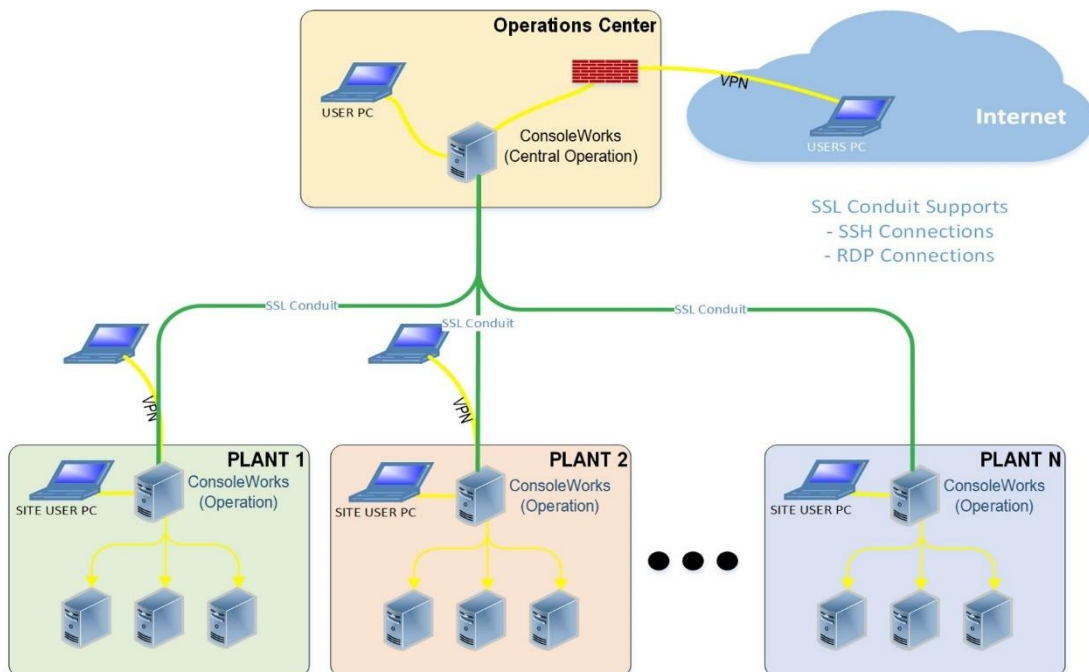 Operations Center
USER PC
ConsoleWorks
(Central Operation)
VPN
Internet
USERS PC
SSL Conduit Supports
- SSH Connections
- RDP Connections
SSL Conduit
SSL Conduit
SSL Conduit
VPN
VPN
PLANT 1
ConsoleWorks
(Operation)
SITE USER PC
PLANT 2
ConsoleWorks
(Operation)
SITE USER PC
PLANT N
ConsoleWorks
(Operation)
SITE USER PC